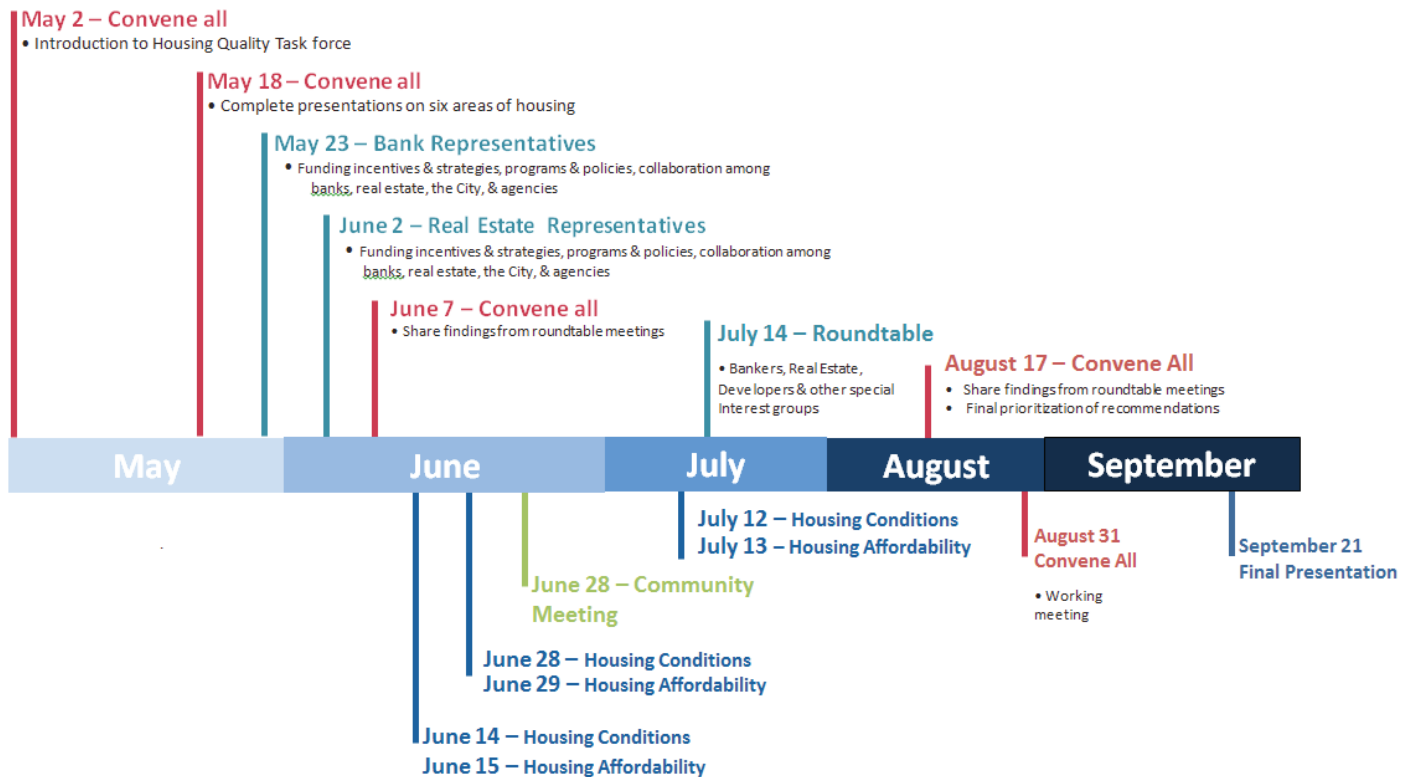 May 2 – Convene all
• Introduction to Housing Quality Task force
May 18 – Convene all
• Complete presentations on six areas of housing
May 23 – Bank Representatives
• Funding incentives & strategies, programs & policies, collaboration among
banks, real estate, the City, & agencies
June 2 – Real Estate Representatives
• Funding incentives & strategies, programs & policies, collaboration among
banks, real estate, the City, & agencies
June 7 – Convene all
• Share findings from roundtable meetings
July 14 – Roundtable
• Bankers, Real Estate,
Developers & other special
Interest groups
August 17 – Convene All
• Share findings from roundtable meetings
• Final prioritization of recommendations
May
June
July
August
September
July 12 – Housing Conditions
July 13 – Housing Affordability
August 31
Convene All
• Working
meeting
September 21
Final Presentation
June 28 – Community
Meeting
June 28 – Housing Conditions
June 29 – Housing Affordability
June 14 – Housing Conditions
June 15 – Housing Affordability